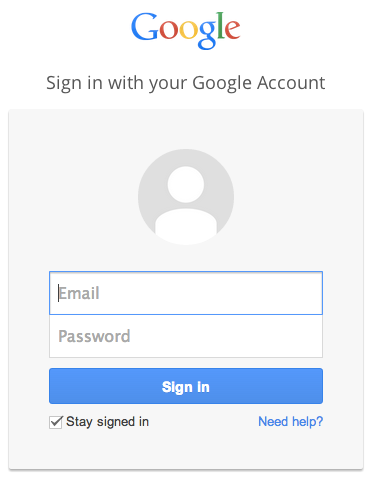 Google
Sign in with your Google Account
Email
Password
Sign in
Stay signed in
Need help?